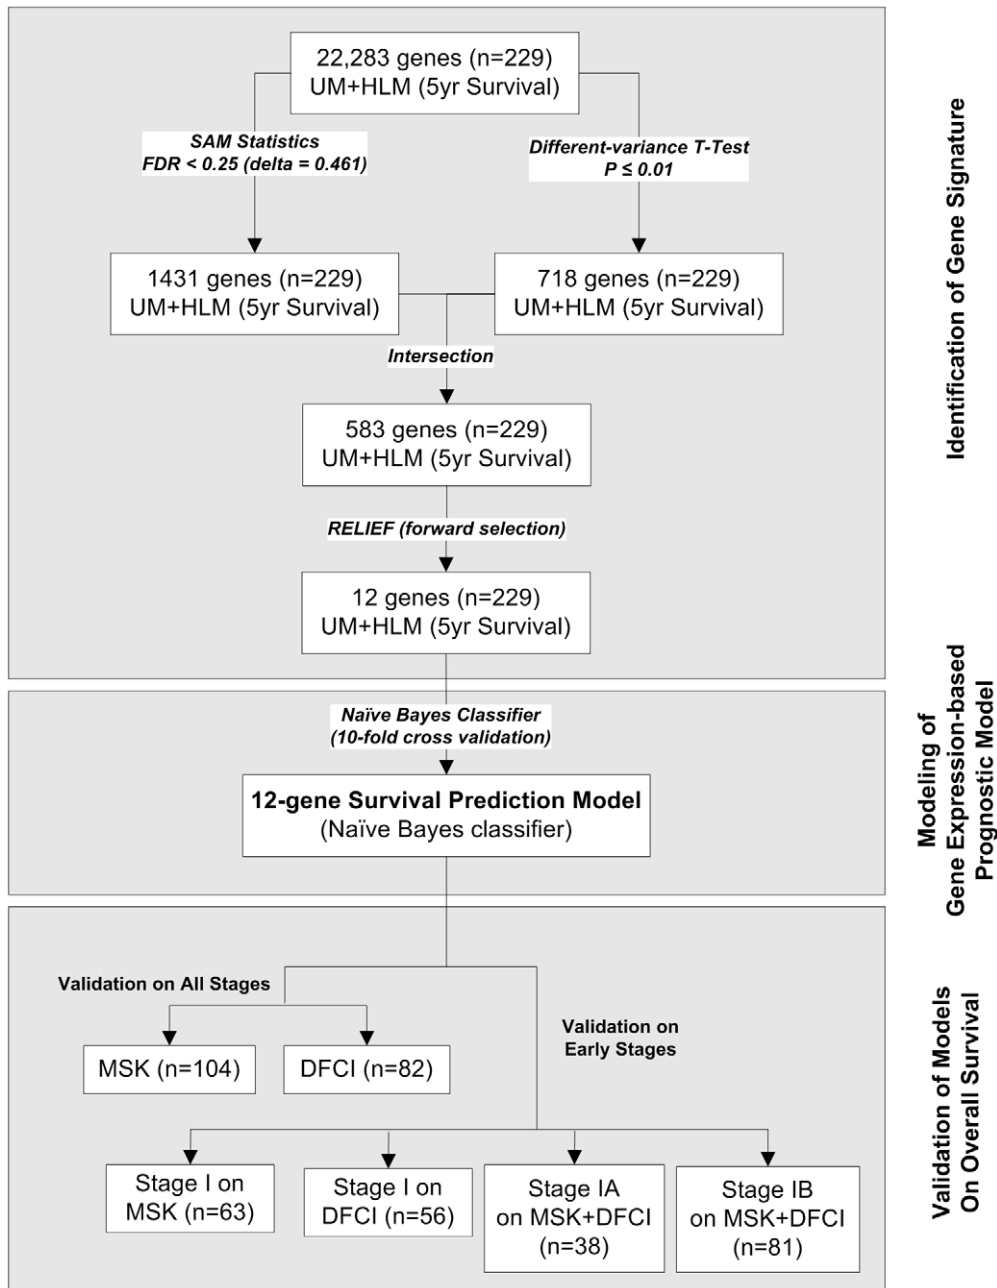 22,283 genes (n=229)
UM+HLM (5yr Survival)
SAM Statistics
FDR < 0.25 (delta = 0.461)
Different-variance T-Test
P ≤ 0.01
1431 genes (n=229)
UM+HLM (5yr Survival)
718 genes (n=229)
UM+HLM (5yr Survival)
Intersection
583 genes (n=229)
UM+HLM (5yr Survival)
RELIEF (forward selection)
12 genes (n=229)
UM+HLM (5yr Survival)
Identification of Gene Signature
Naïve Bayes Classifier
(10-fold cross validation)
12-gene Survival Prediction Model
(Naïve Bayes classifier)
Modeling of
Gene Expression-based
Prognostic Model
Validation on All Stages
MSK (n=104)
DFCI (n=82)
Validation on
Early Stages
Stage I on
MSK (n=63)
Stage I on
DFCI (n=56)
Stage IA
on MSK+DFCI
(n=38)
Stage IB
on MSK+DFCI
(n=81)
Validation of Models
On Overall Survival